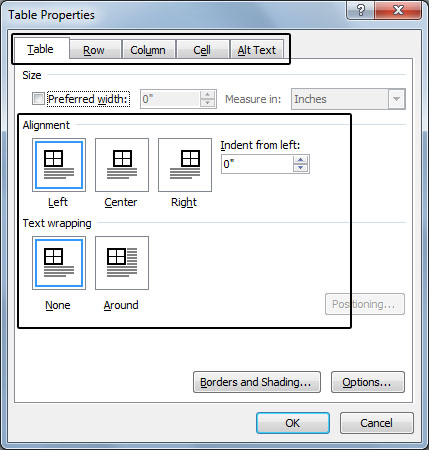 Table Properties
Table Row Column Cell Alt Text
Size
Preferred width: 0" Measure in: Inches
Alignment
Indent from left:
0"
Left Center Right
Text wrapping
None Around
Positioning...
Borders and Shading... Options...
OK Cancel